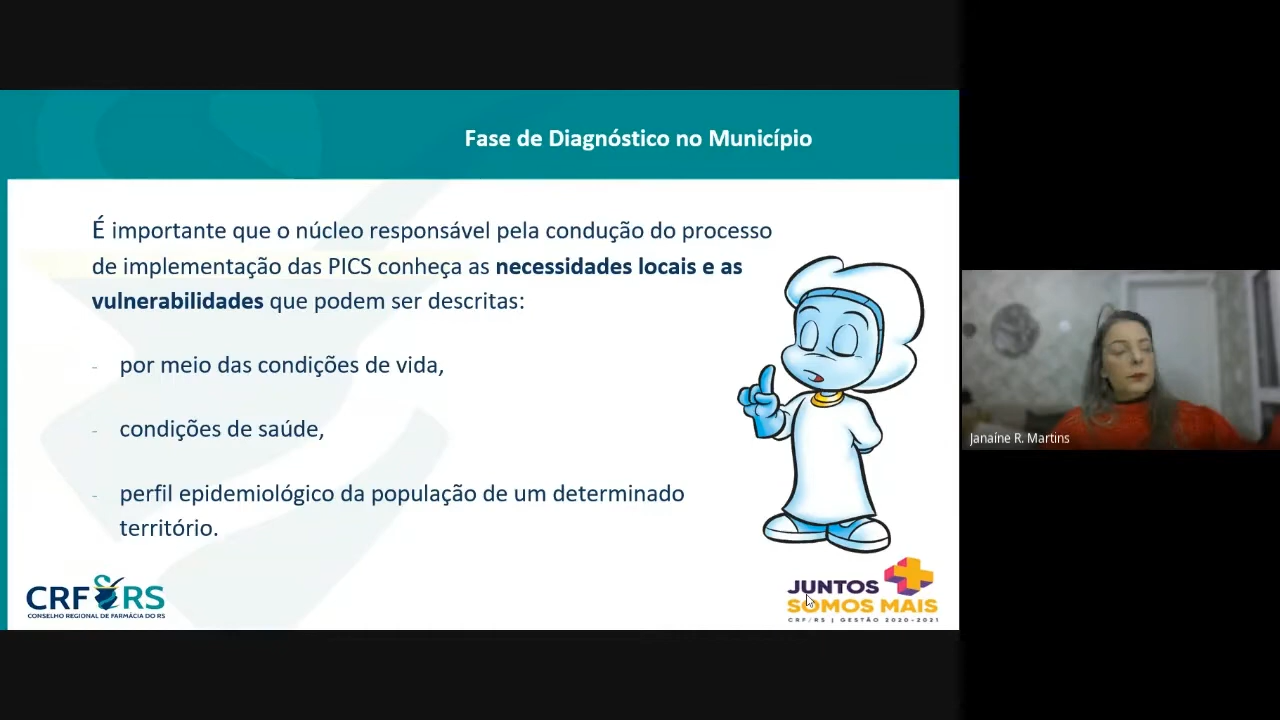 Fase de Diagnóstico no Município
É importante que o núcleo responsável pela condução do processo
de implementação das PICS conheça as necessidades locais e as
vulnerabilidades que podem ser descritas:
- por meio das condições de vida,
- condições de saúde,
- perfil epidemiológico da população de um determinado
território.
CRF RS
CONSELHO REGIONAL DE FARMÁCIA DO RS
JUNTOS
SOMOS MAIS
CRF/RS | GESTÃO 2020-2021
Janaíne R. Martins